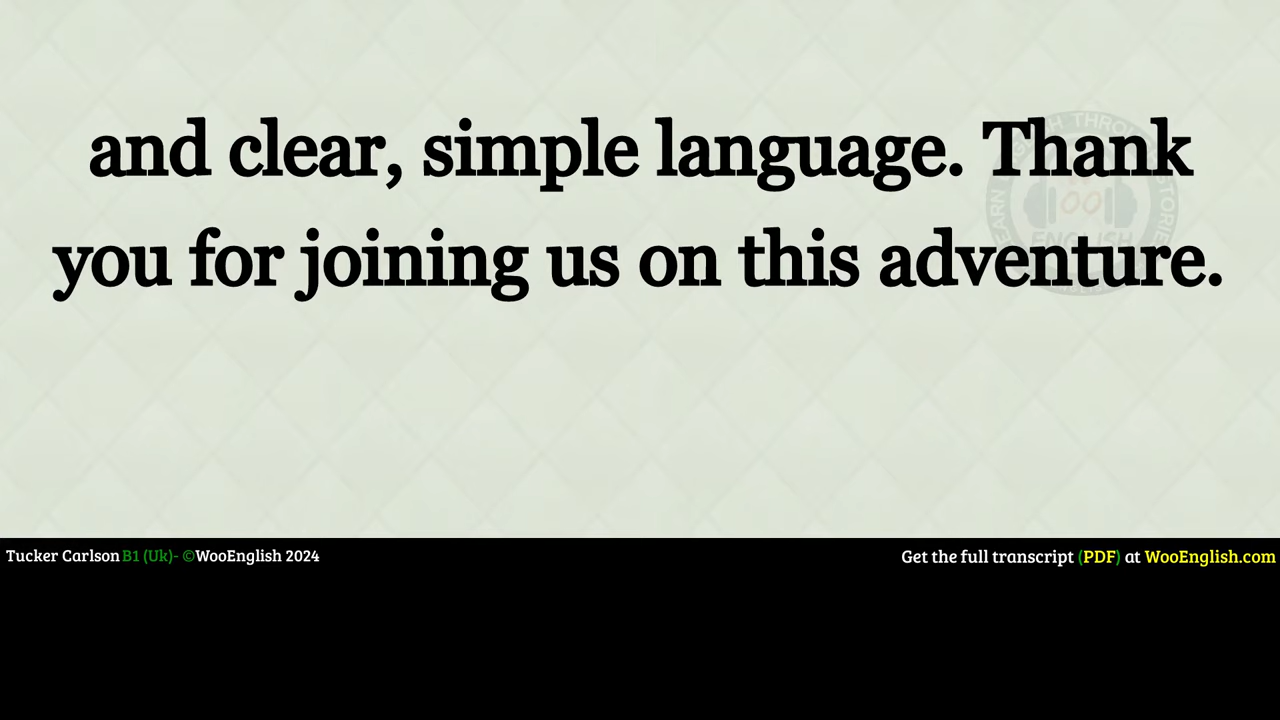 and clear, simple language. Thank
you for joining us on this adventure.
Tucker Carlson B1 (Uk)- ©WooEnglish 2024
Get the full transcript (PDF) at WooEnglish.com